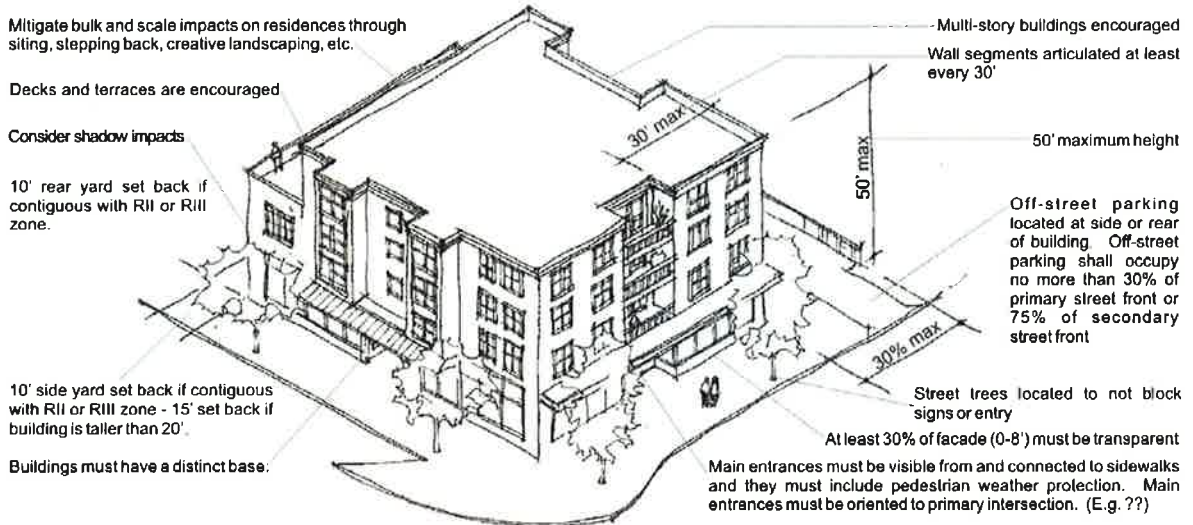 Mitigate bulk and scale impacts on residences through
siting, stepping back, creative landscaping, etc.
Decks and terraces are encouraged
Consider shadow impacts
10' rear yard set back if
contiguous with RII or RIII
zone.
10' side yard set back if contiguous
with RII or RIII zone - 15' set back if
building is taller than 20'.
Buildings must have a distinct base.
30' max
50' max
30% max
Multi-story buildings encouraged
Wall segments articulated at least
every 30'
50' maximum height
Off-street parking
located at side or rear
of building. Off-street
parking shall occupy
no more than 30% of
primary street front or
75% of secondary
street front
Street trees located to not block
signs or entry
At least 30% of facade (0-8') must be transparent
Main entrances must be visible from and connected to sidewalks
and they must include pedestrian weather protection. Main
entrances must be oriented to primary intersection. (E.g. ??)